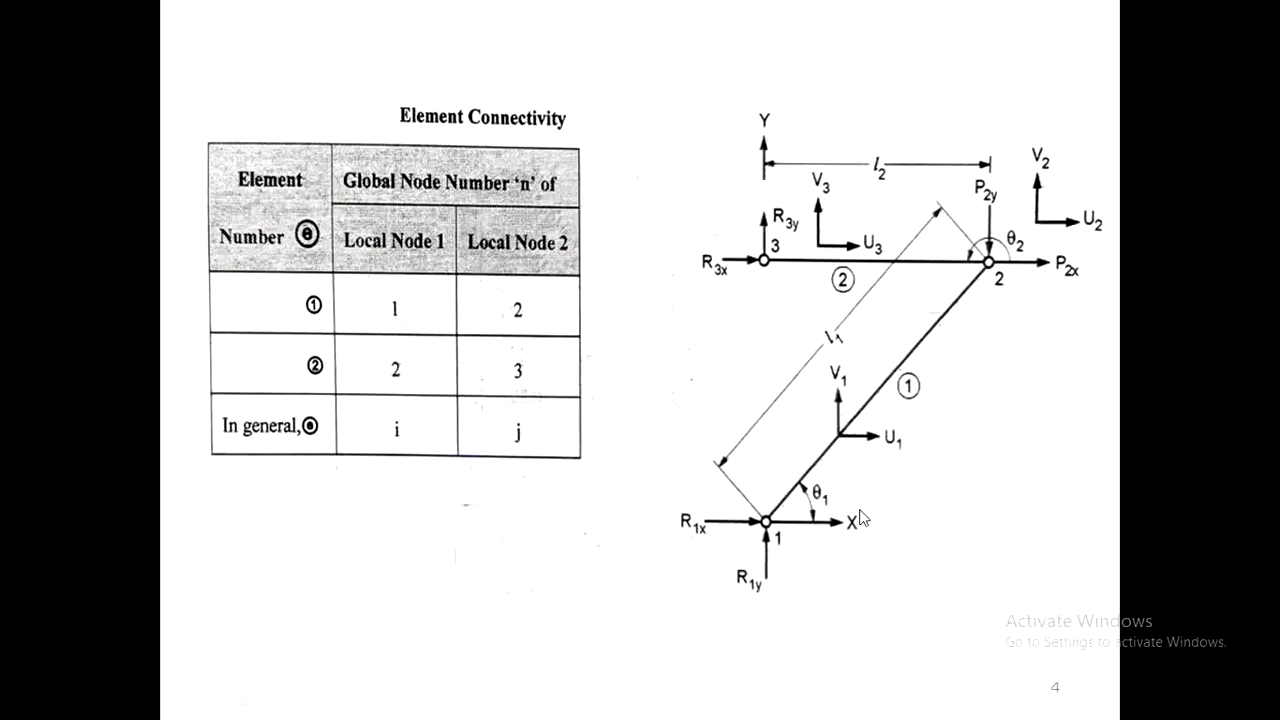 Element Connectivity
Element
Number ⓔ
Global Node Number 'n' of
Local Node 1
Local Node 2
①
1
2
②
2
3
In general, ⓔ
i
j
Y
l2
V2
V3
P2y
U2
R3y
U3
θ2
3
R3x
P2x
②
2
l1
V1
①
U1
θ1
R1x
X
1
R1y
Activate Windows
Go to Settings to activate Windows.
4